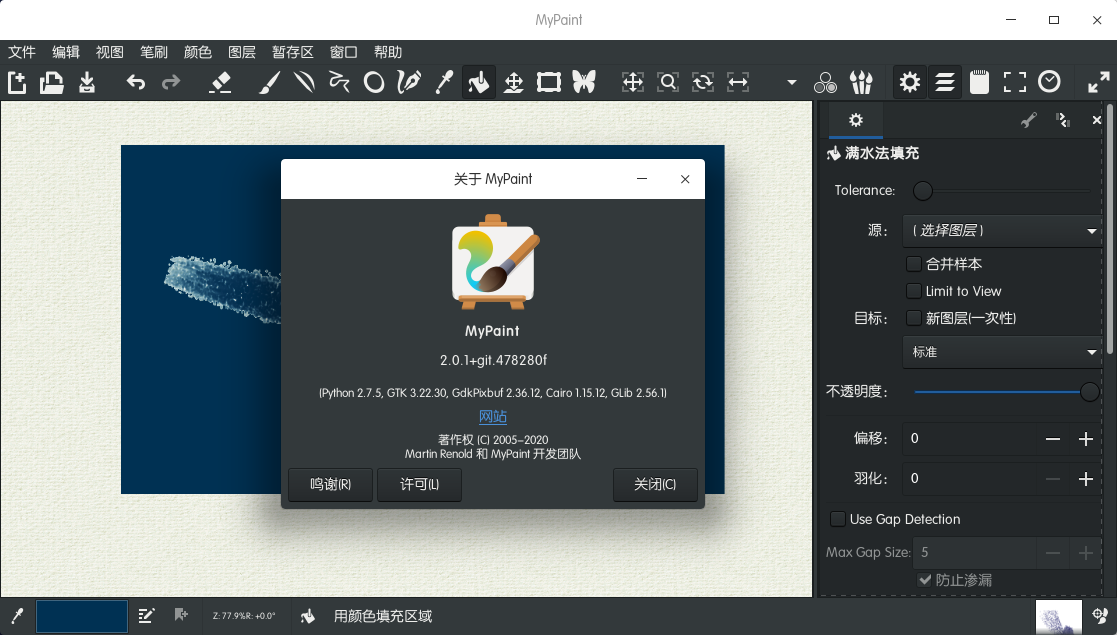 MyPaint
文件 编辑 视图 笔刷 颜色 图层 暂存区 窗口 帮助
满水法填充
Tolerance:
源: (选择图层)
合并样本
Limit to View
目标: 新图层(一次性)
标准
不透明度:
偏移: 0
羽化: 0
Use Gap Detection
Max Gap Size: 5
防止渗漏
关于 MyPaint
MyPaint
2.0.1+git.478280f
(Python 2.7.5, GTK 3.22.30, GdkPixbuf 2.36.12, Cairo 1.15.12, GLib 2.56.1)
网站
著作权 (C) 2005-2020
Martin Renold 和 MyPaint 开发团队
鸣谢(R) 许可(L) 关闭(C)
Z: 77.9%R: +0.0°
用颜色填充区域